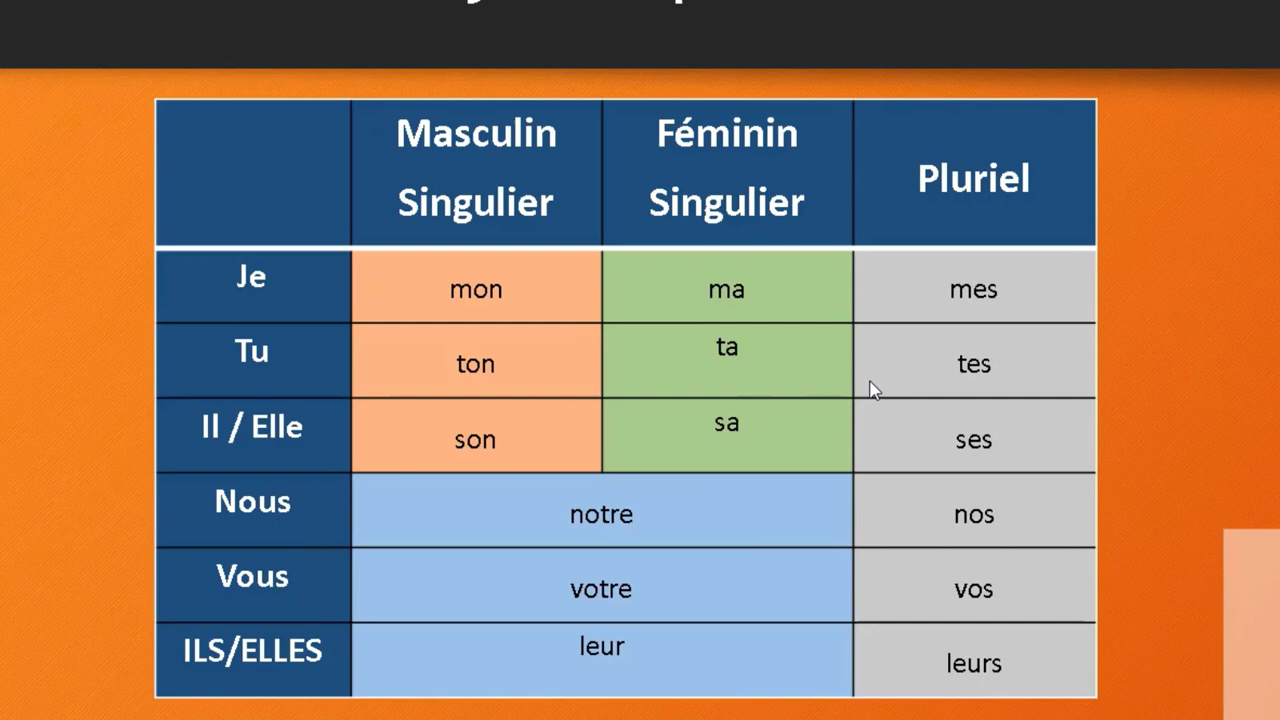 Masculin Singulier
Féminin Singulier
Pluriel
Je mon ma mes
Tu ton ta tes
Il / Elle son sa ses
Nous notre nos
Vous votre vos
ILS/ELLES leur leurs